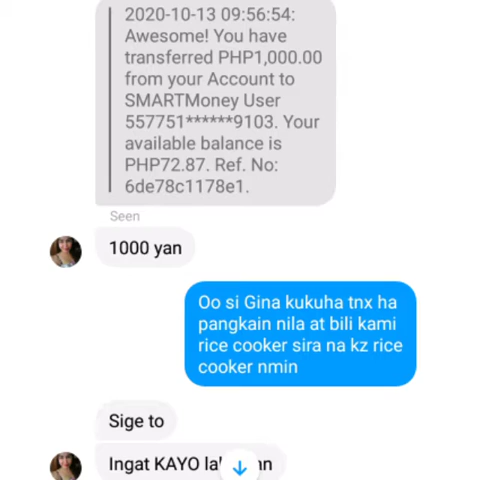 2020-10-13 09:56:54:
Awesome! You have
transferred PHP1,000.00
from your Account to
SMARTMoney User
557751******9103. Your
available balance is
PHP72.87. Ref. No:
6de78c1178e1.
Seen
1000 yan
Oo si Gina kukuha tnx ha
pangkain nila at bili kami
rice cooker sira na kz rice
cooker nmin
Sige to
Ingat KAYO